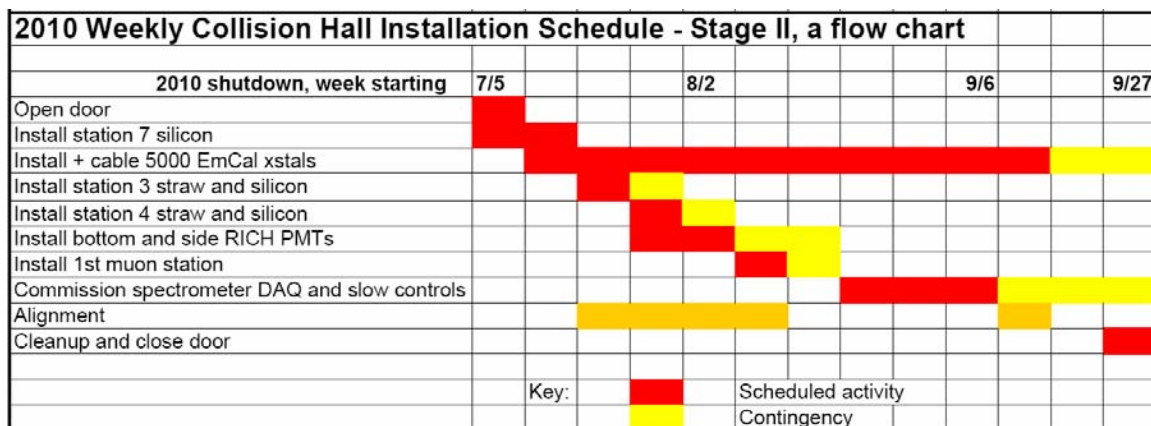 2010 Weekly Collision Hall Installation Schedule - Stage II, a flow chart
2010 shutdown, week starting 7/5 8/2 9/6 9/27
Open door
Install station 7 silicon
Install + cable 5000 EmCal xstals
Install station 3 straw and silicon
Install station 4 straw and silicon
Install bottom and side RICH PMTs
Install 1st muon station
Commission spectrometer DAQ and slow controls
Alignment
Cleanup and close door
Key: Scheduled activity
Contingency